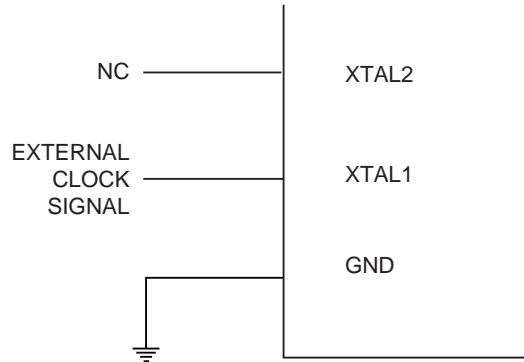 NC
XTAL2
EXTERNAL
CLOCK
SIGNAL
XTAL1
GND